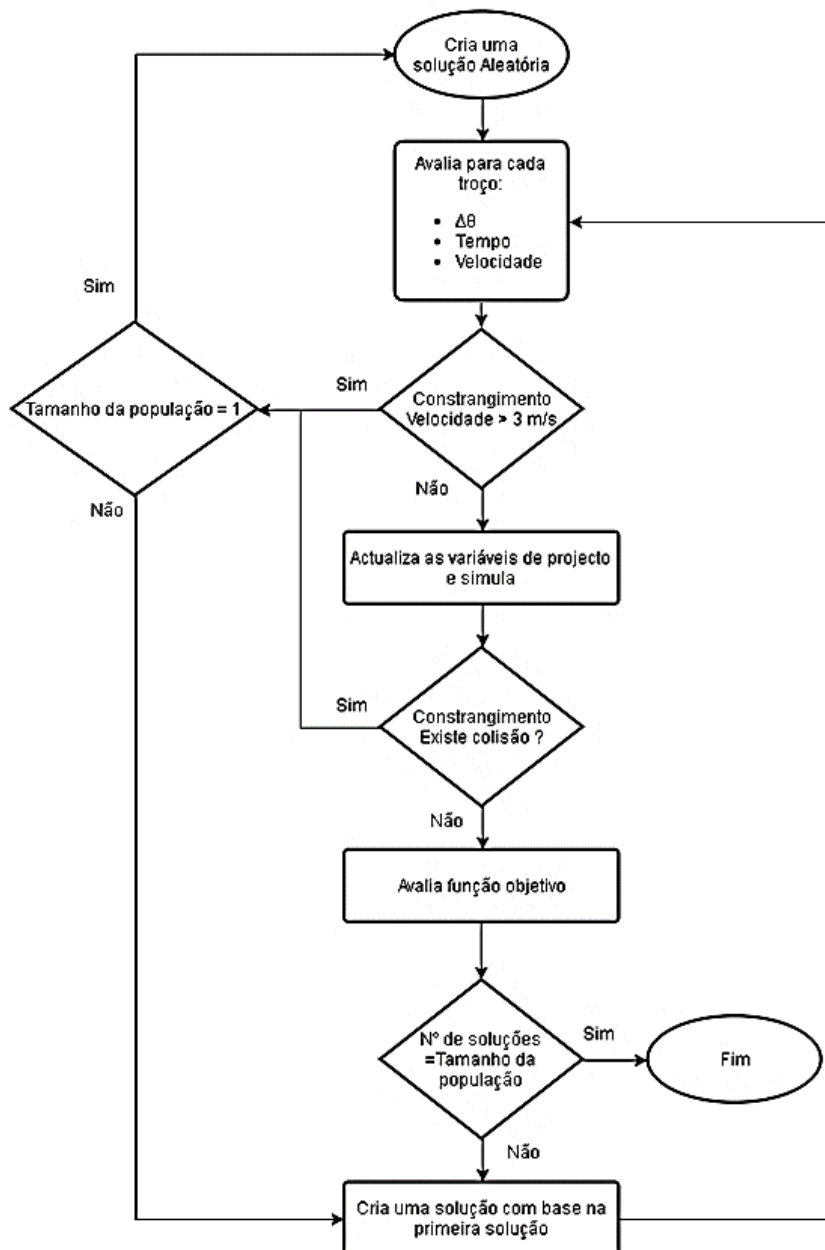 Cria uma
solução Aleatória
Avalia para cada
troço:
• Δθ
• Tempo
• Velocidade
Sim
Sim
Constrangimento
Velocidade > 3 m/s
Tamanho da população = 1
Não
Não
Actualiza as variáveis de projecto
e simula
Sim
Constrangimento
Existe colisão ?
Não
Avalia função objetivo
Nº de soluções
=Tamanho da
população
Sim
Fim
Não
Cria uma solução com base na
primeira solução